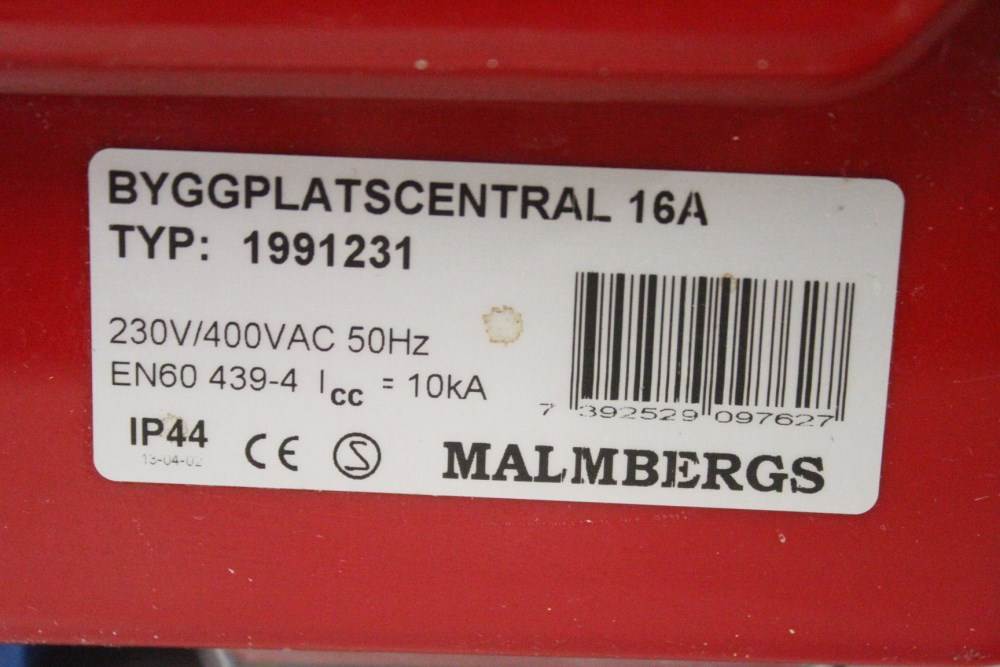 BYGGPLATSCENTRAL 16A
TYP: 1991231
230V/400VAC 50Hz
EN60 439-4 Icc = 10kA
7 392529 097627
IP44
13-04-02
CE S
MALMBERGS